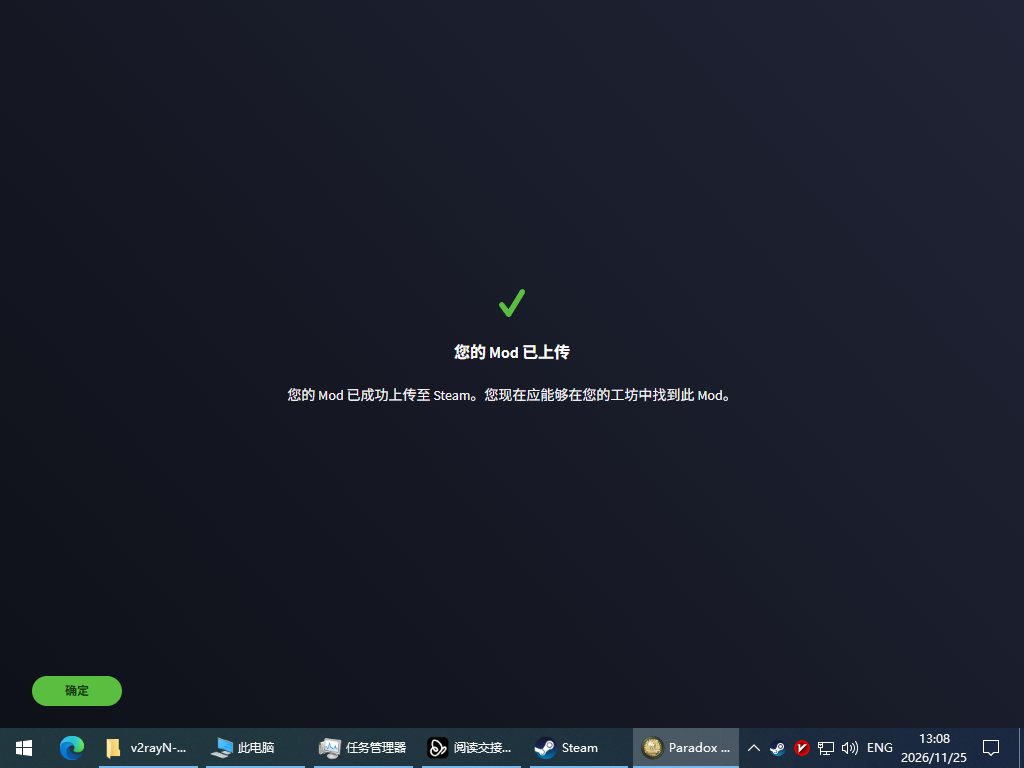 您的 Mod 已上传
您的 Mod 已成功上传至 Steam。您现在应能够在您的工坊中找到此 Mod。
确定
v2rayN-...
此电脑
任务管理器
阅读交接...
Steam
Paradox ...
ENG
13:08
2026/11/25